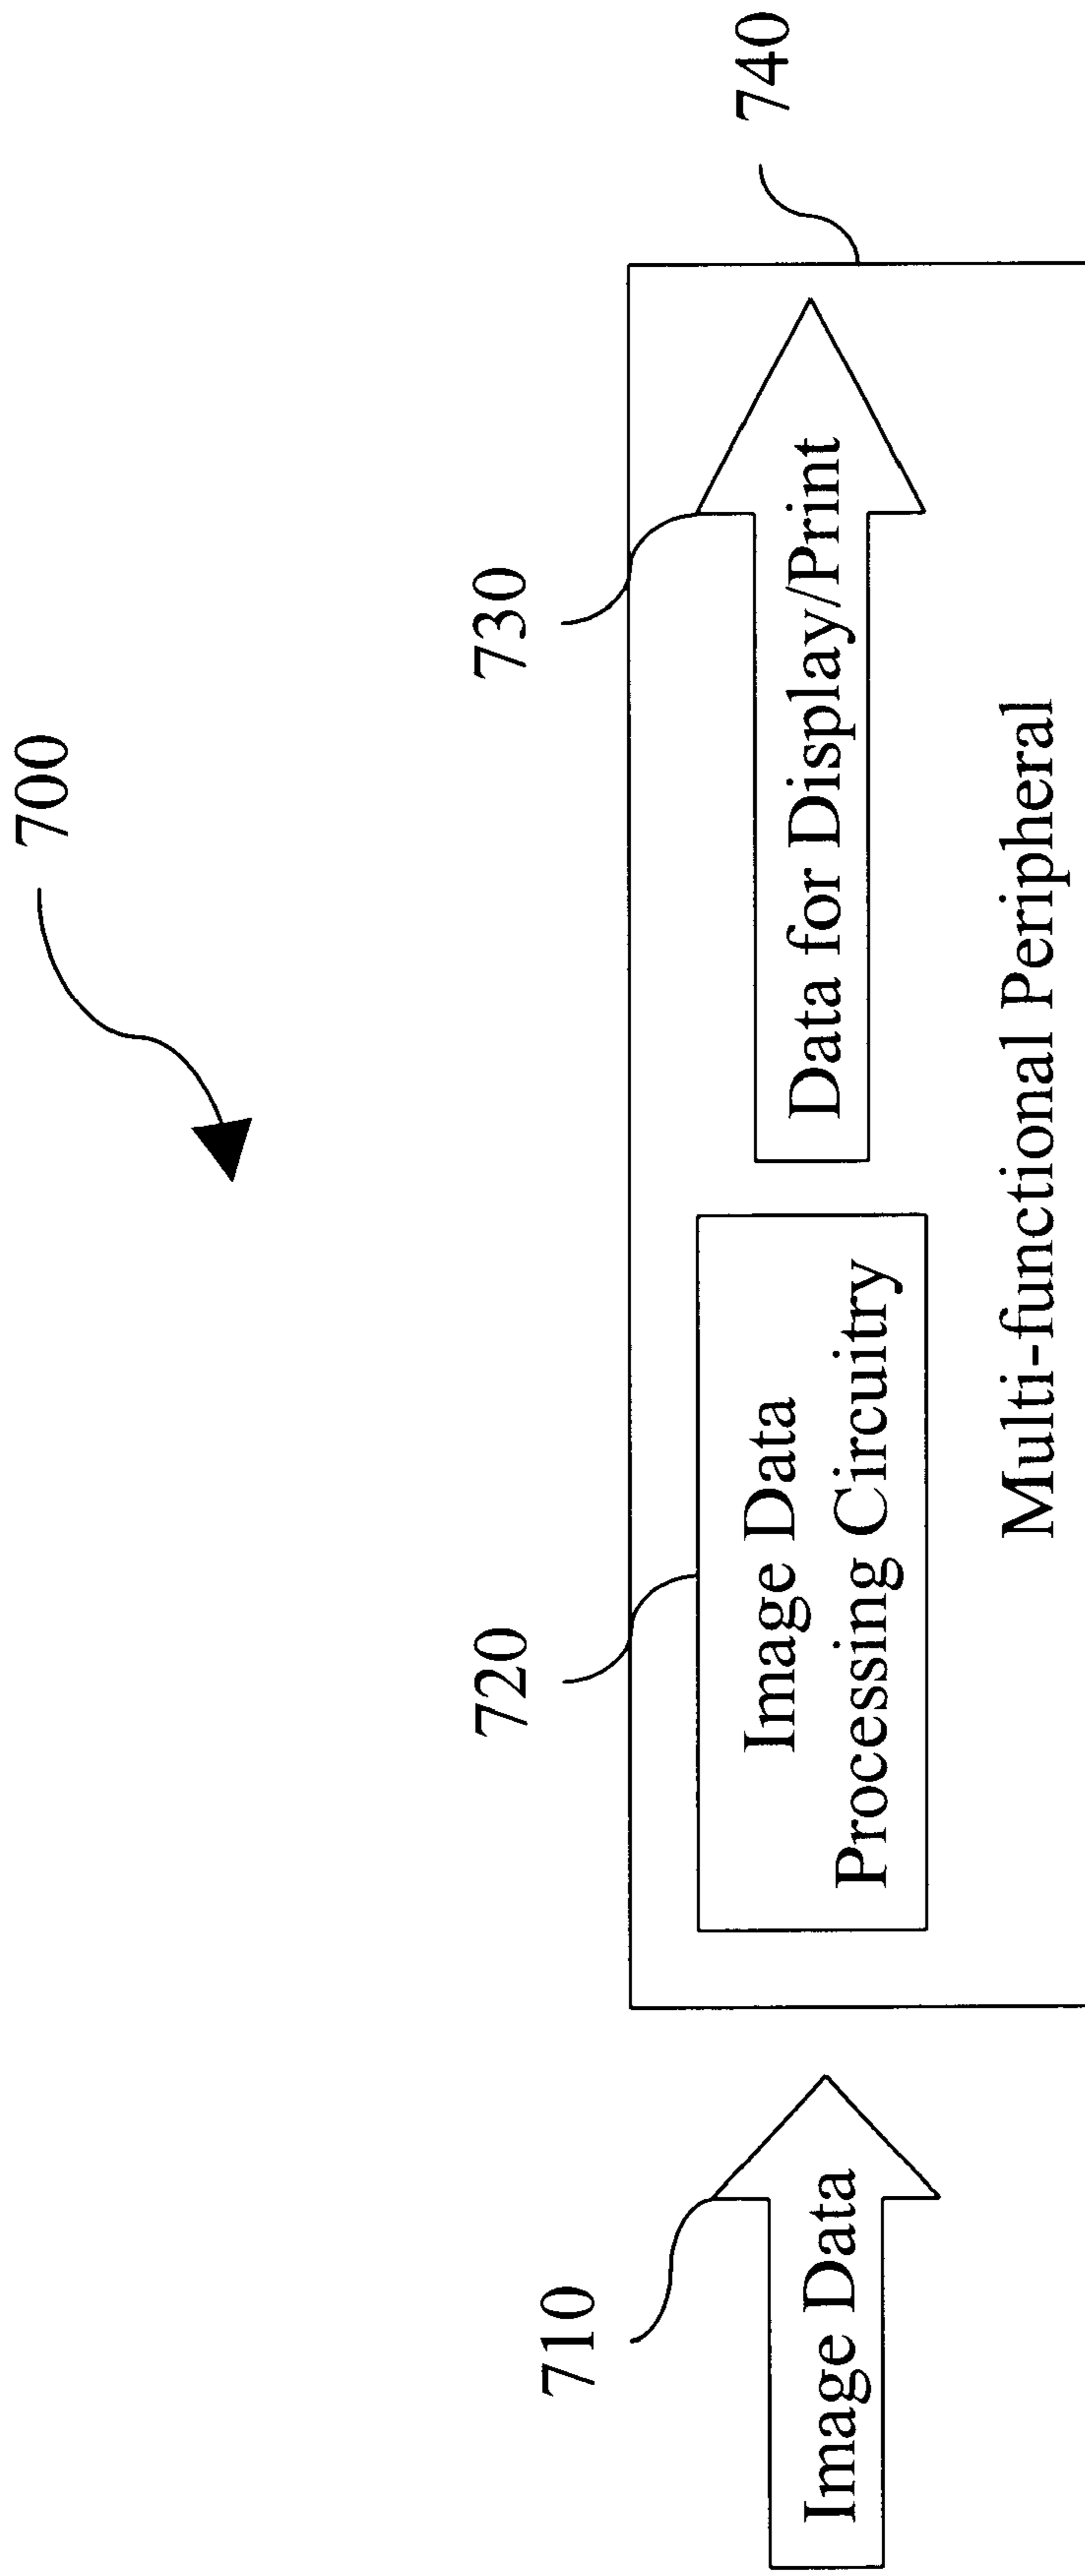 700
710
720
730
740
Image Data
Image Data
Processing Circuitry
Data for Display/Print
Multi-functional Peripheral